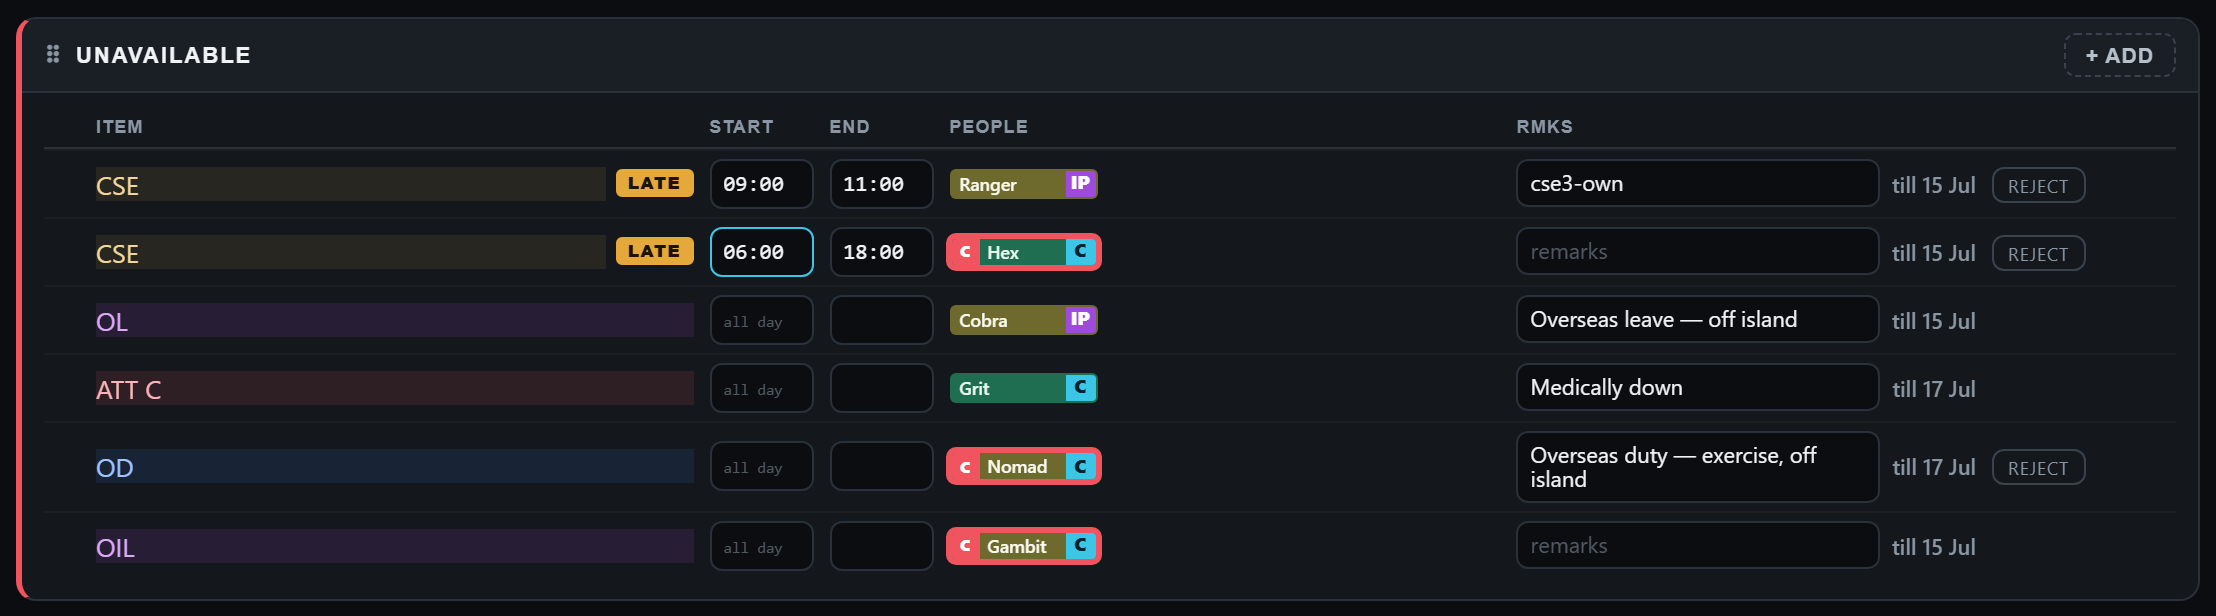 UNAVAILABLE
+ ADD
ITEM START END PEOPLE RMKS
CSE LATE 09:00 11:00 Ranger IP cse3-own till 15 Jul REJECT
CSE LATE 06:00 18:00 C Hex C remarks till 15 Jul REJECT
OL all day Cobra IP Overseas leave — off island till 15 Jul
ATT C all day Grit C Medically down till 17 Jul
OD all day C Nomad C Overseas duty — exercise, off island till 17 Jul REJECT
OIL all day C Gambit C remarks till 15 Jul